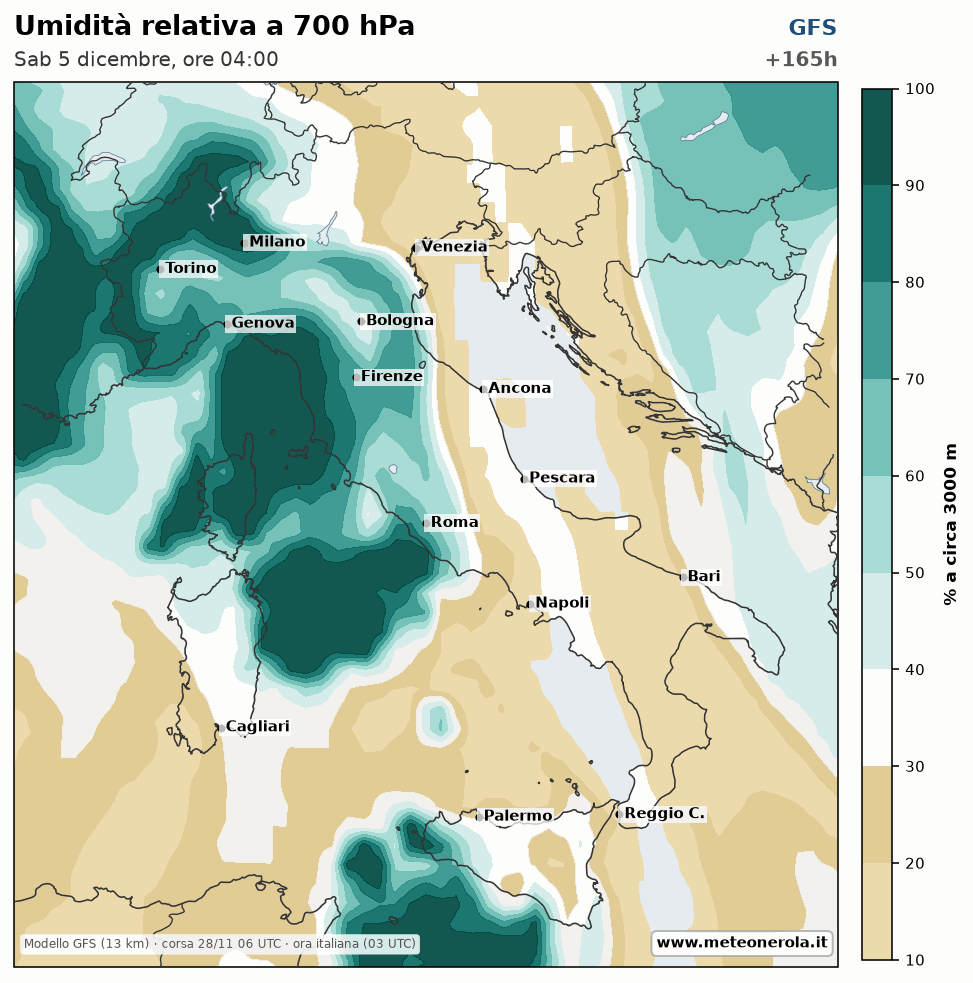 Umidità relativa a 700 hPa
GFS
Sab 5 dicembre, ore 04:00
+165h
Milano
Venezia
Torino
Genova
Bologna
Firenze
Ancona
Pescara
Roma
Bari
Napoli
Cagliari
Palermo
Reggio C.
100
90
80
70
60
50
40
30
20
10
% a circa 3000 m
Modello GFS (13 km) · corsa 28/11 06 UTC · ora italiana (03 UTC)
www.meteonerola.it